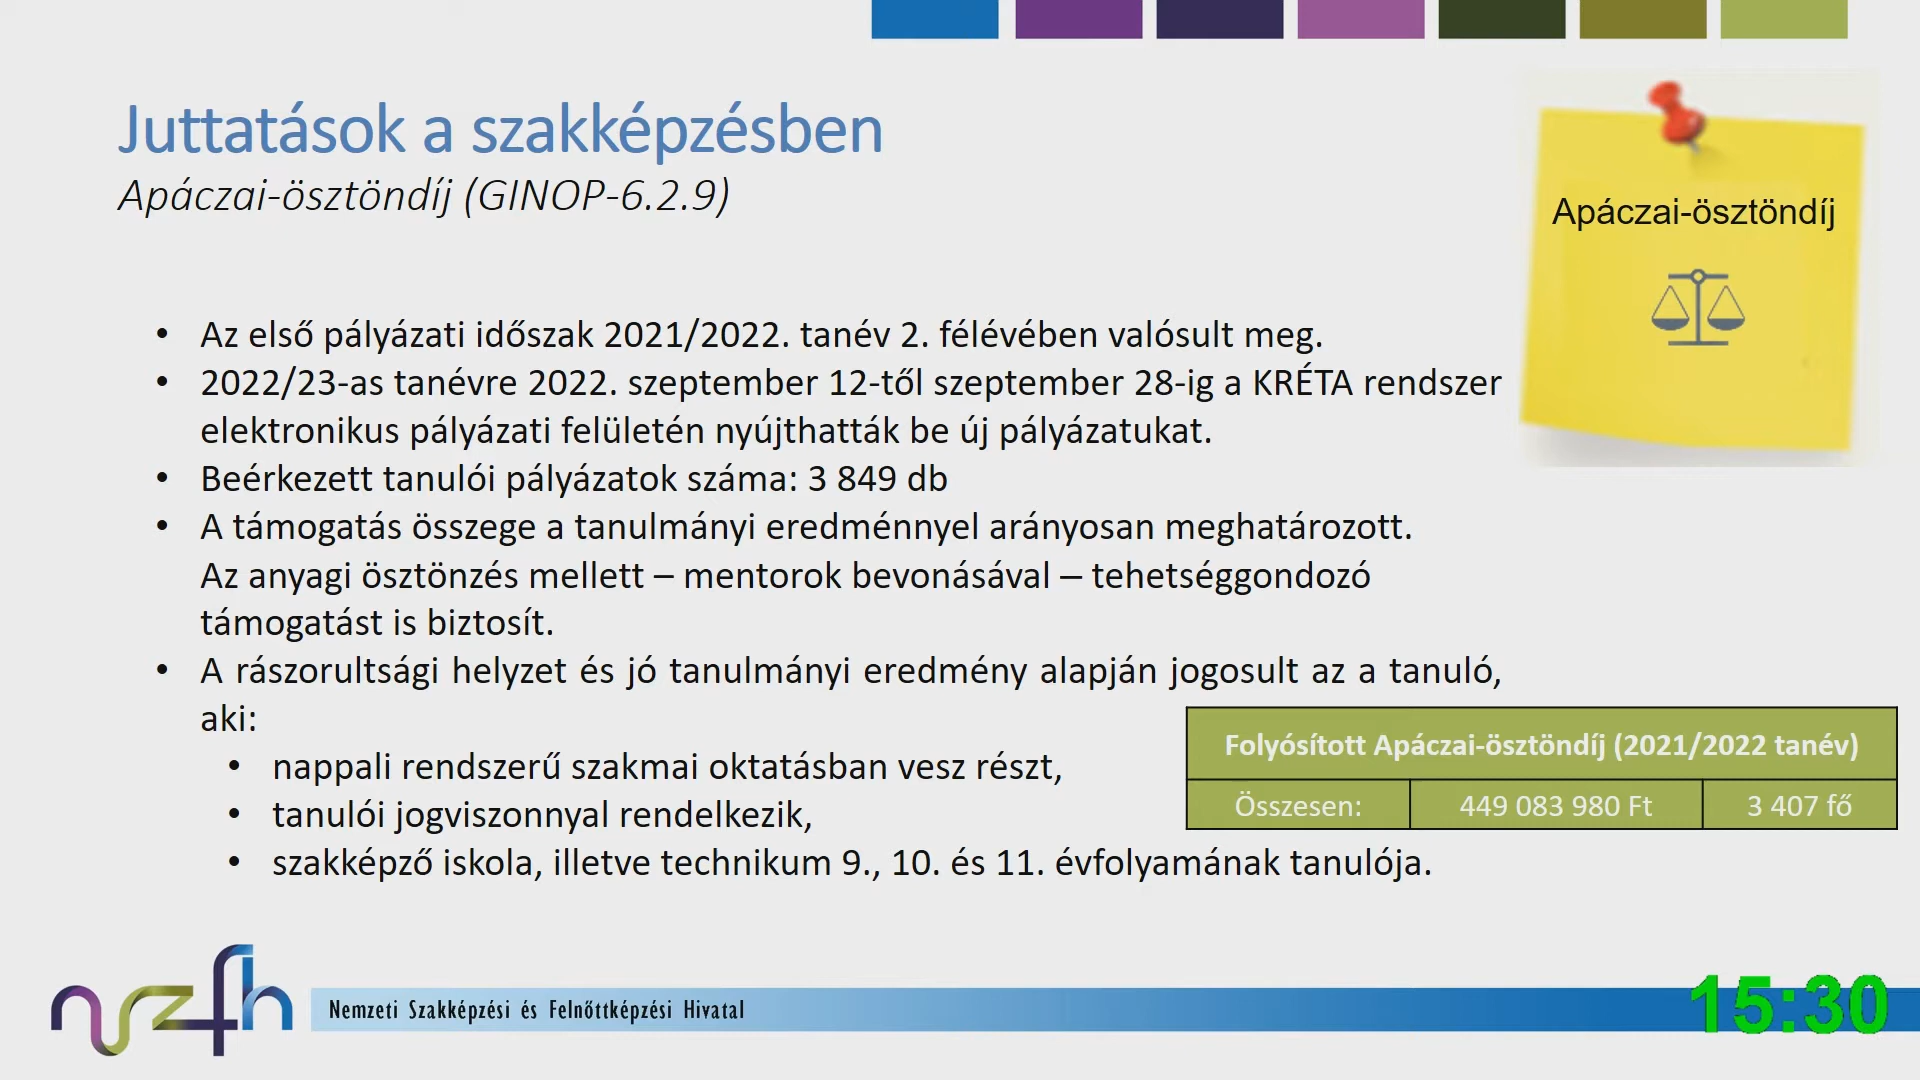 Juttatások a szakképzésben
Apáczai-ösztöndíj (GINOP-6.2.9)
Apáczai-ösztöndíj
• Az első pályázati időszak 2021/2022. tanév 2. félévében valósult meg.
• 2022/23-as tanévre 2022. szeptember 12-től szeptember 28-ig a KRÉTA rendszer
elektronikus pályázati felületén nyújthatták be új pályázatukat.
• Beérkezett tanulói pályázatok száma: 3 849 db
• A támogatás összege a tanulmányi eredménnyel arányosan meghatározott.
Az anyagi ösztönzés mellett – mentorok bevonásával – tehetséggondozó
támogatást is biztosít.
• A rászorultsági helyzet és jó tanulmányi eredmény alapján jogosult az a tanuló,
aki:
• nappali rendszerű szakmai oktatásban vesz részt,
• tanulói jogviszonnyal rendelkezik,
• szakképző iskola, illetve technikum 9., 10. és 11. évfolyamának tanulója.
Folyósított Apáczai-ösztöndíj (2021/2022 tanév)
Összesen: 449 083 980 Ft 3 407 fő
nszfh
Nemzeti Szakképzési és Felnőttképzési Hivatal
15:30